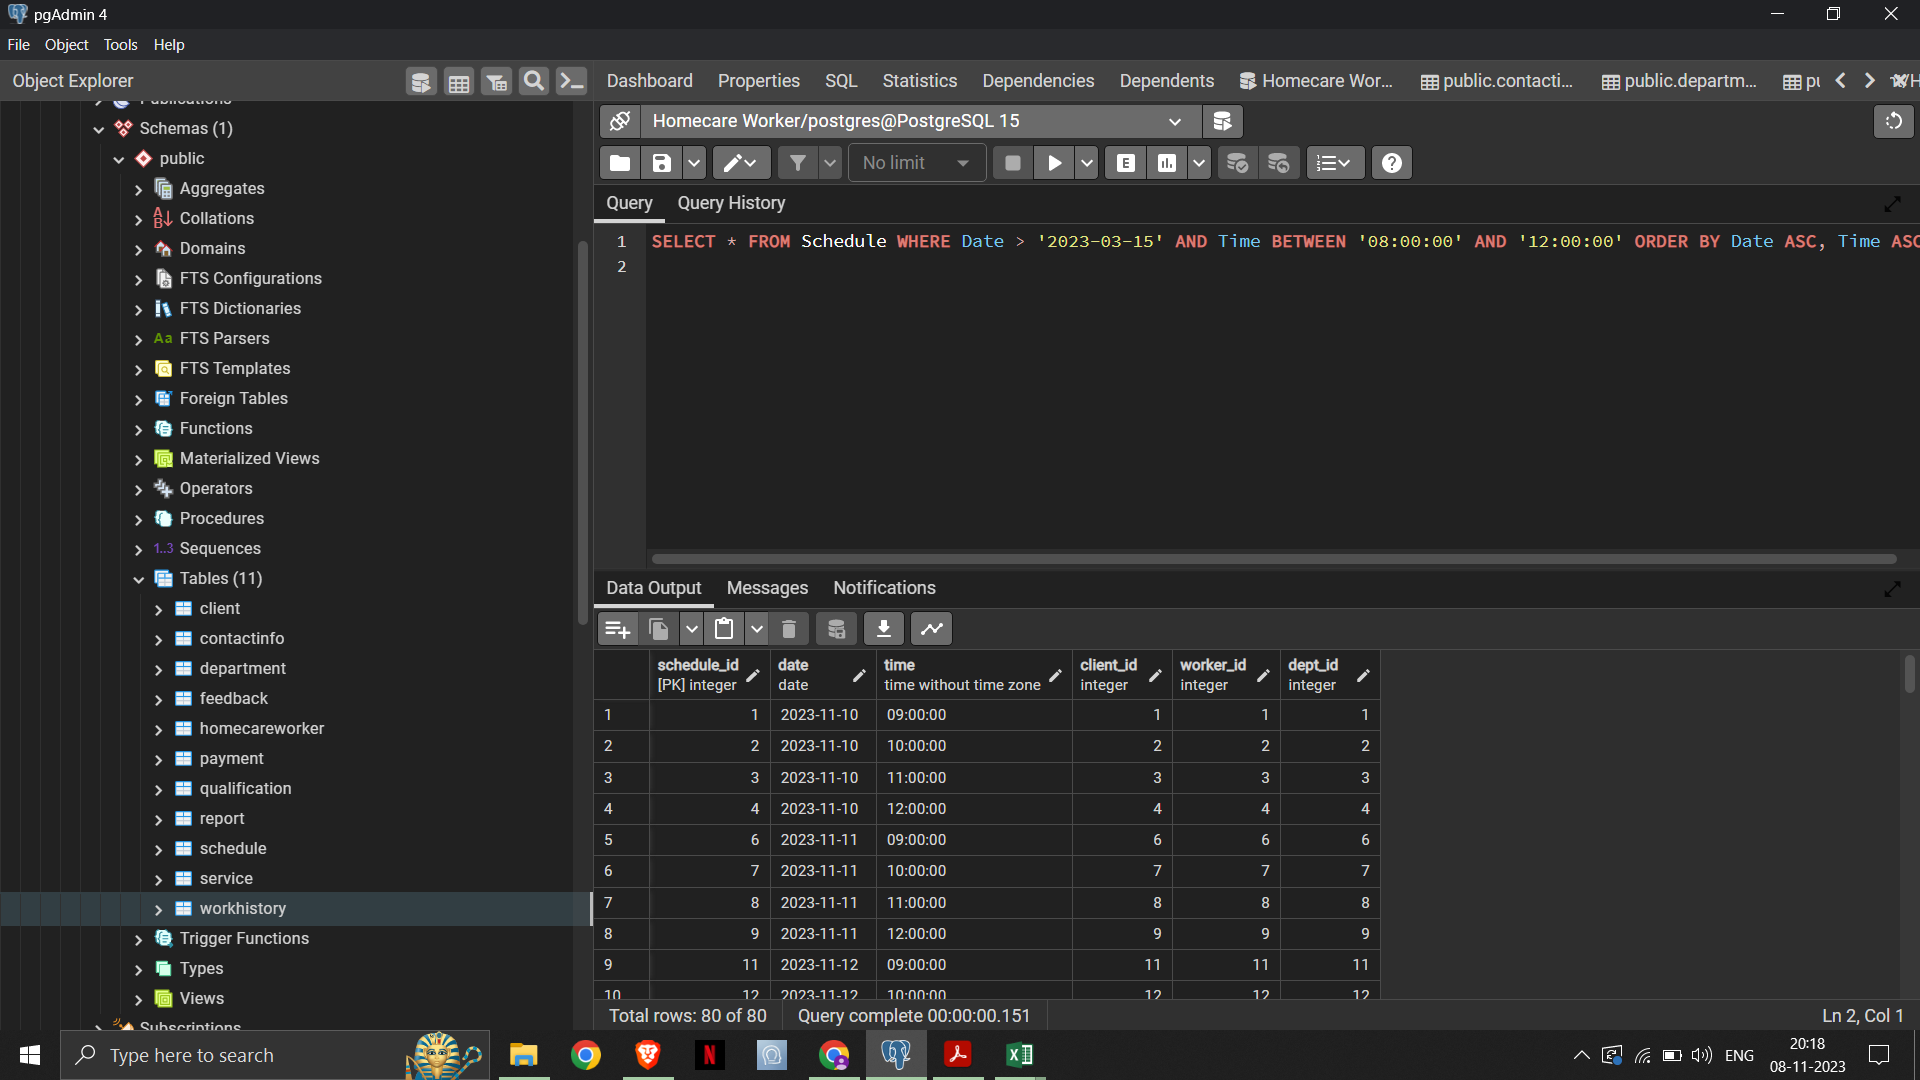 pgAdmin 4
File Object Tools Help
Object Explorer
Dashboard Properties SQL Statistics Dependencies Dependents Homecare Wor... public.contacti... public.departm... pu
Publications
Schemas (1)
public
Aggregates
Collations
Domains
FTS Configurations
FTS Dictionaries
FTS Parsers
FTS Templates
Foreign Tables
Functions
Materialized Views
Operators
Procedures
1..3 Sequences
Tables (11)
client
contactinfo
department
feedback
homecareworker
payment
qualification
report
schedule
service
workhistory
Trigger Functions
Types
Views
Subscriptions
Homecare Worker/postgres@PostgreSQL 15
No limit
E
Query Query History
1 SELECT * FROM Schedule WHERE Date > '2023-03-15' AND Time BETWEEN '08:00:00' AND '12:00:00' ORDER BY Date ASC, Time ASC
2
Data Output Messages Notifications
schedule_id date time client_id worker_id dept_id
[PK] integer date time without time zone integer integer integer
1 1 2023-11-10 09:00:00 1 1 1
2 2 2023-11-10 10:00:00 2 2 2
3 3 2023-11-10 11:00:00 3 3 3
4 4 2023-11-10 12:00:00 4 4 4
5 6 2023-11-11 09:00:00 6 6 6
6 7 2023-11-11 10:00:00 7 7 7
7 8 2023-11-11 11:00:00 8 8 8
8 9 2023-11-11 12:00:00 9 9 9
9 11 2023-11-12 09:00:00 11 11 11
10 12 2023-11-12 10:00:00 12 12 12
Total rows: 80 of 80 Query complete 00:00:00.151
Ln 2, Col 1
Type here to search
ENG
20:18
08-11-2023